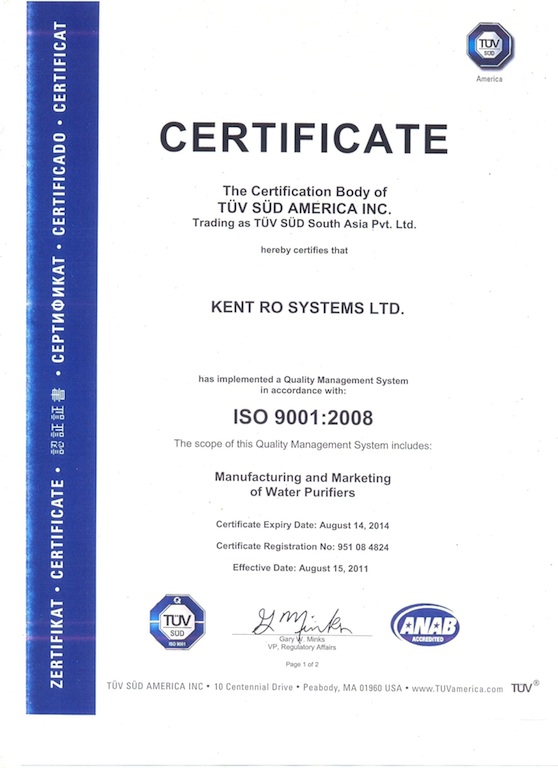 TÜV
SÜD
America
ZERTIFIKAT • CERTIFICATE • 認証証書 • СЕРТИФИКАТ • CERTIFICADO • CERTIFICAT
CERTIFICATE
The Certification Body of
TÜV SÜD AMERICA INC.
Trading as TÜV SÜD South Asia Pvt. Ltd.
hereby certifies that
KENT RO SYSTEMS LTD.
has implemented a Quality Management System
in accordance with:
ISO 9001:2008
The scope of this Quality Management System includes:
Manufacturing and Marketing
of Water Purifiers
Certificate Expiry Date: August 14, 2014
Certificate Registration No: 951 08 4824
Effective Date: August 15, 2011
Q
TÜV
SÜD
ISO 9001
Gary W. Minks
VP, Regulatory Affairs
ANAB
ACCREDITED
Page 1 of 2
TÜV SÜD AMERICA INC • 10 Centennial Drive • Peabody, MA 01960 USA • www.TUVamerica.com TÜV®